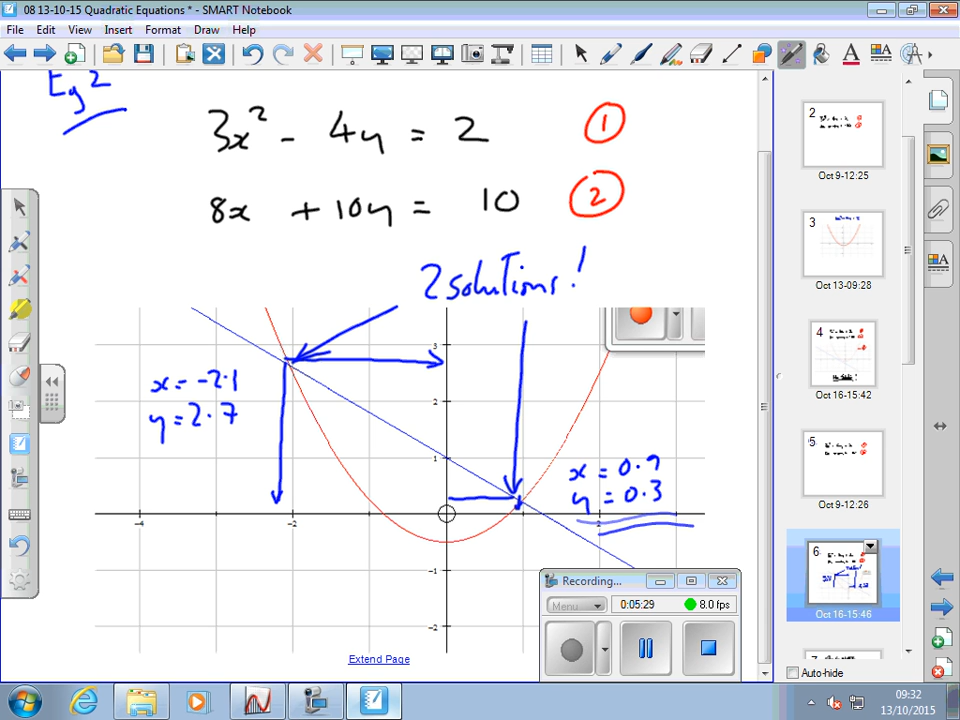 08 13-10-15 Quadratic Equations * - SMART Notebook
File Edit View Insert Format Tools Draw Help
Eg 2
3x² - 4y = 2 ①
8x + 10y = 10 ②
2 solutions!
x = -2.1
y = 2.7
x = 0.9
y = 0.3
3
2
1
-4 -2 2
-1
-2
Recording...
Menu 0:05:29 8.0 fps
Extend Page
2
Oct 9-12:25
3
Oct 13-09:28
4
Oct 16-15:42
5
Oct 9-12:26
6
Oct 16-15:46
Auto-hide
09:32
13/10/2015